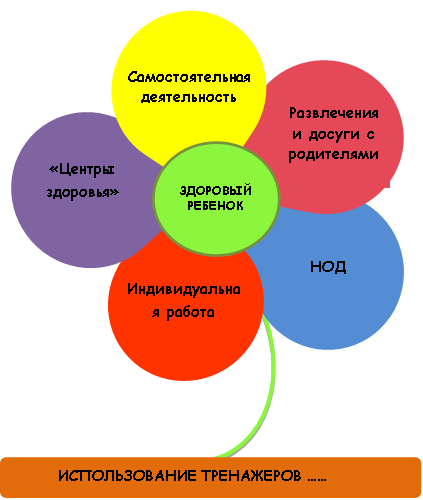 Самостоятельная
деятельность
Развлечения
и досуги с
родителями
«Центры
здоровья»
ЗДОРОВЫЙ
РЕБЕНОК
НОД
Индивидуальна
я работа
ИСПОЛЬЗОВАНИЕ ТРЕНАЖЕРОВ ……